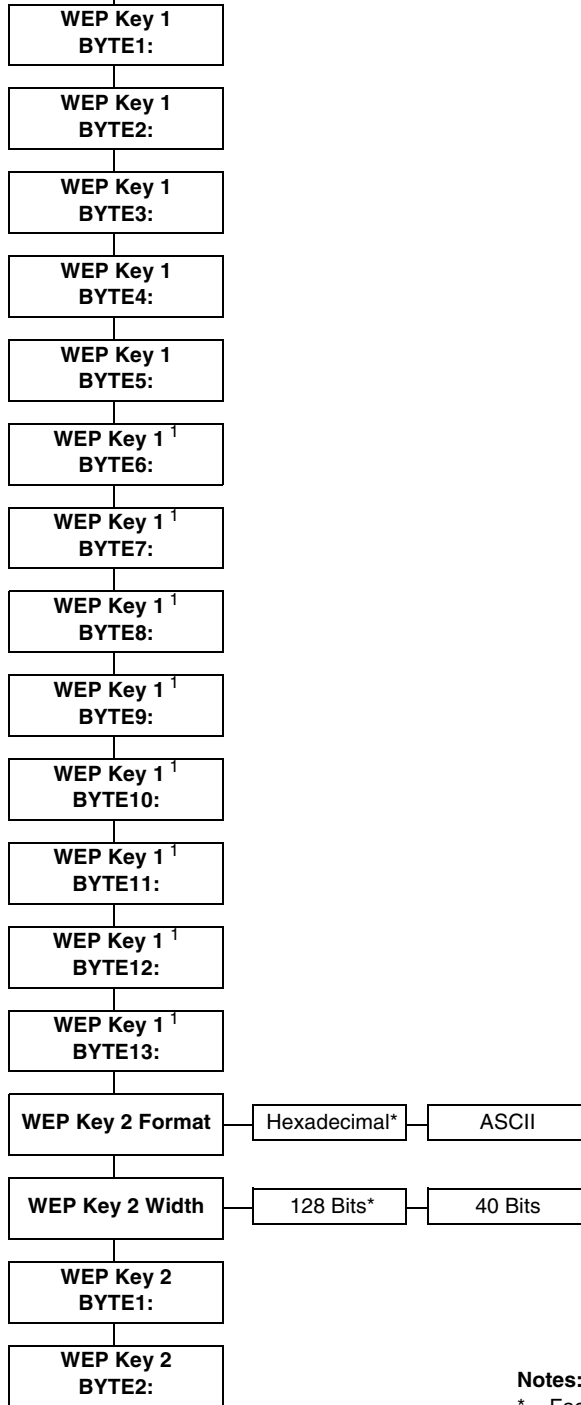 WEP Key 1
BYTE1:
WEP Key 1
BYTE2:
WEP Key 1
BYTE3:
WEP Key 1
BYTE4:
WEP Key 1
BYTE5:
WEP Key 1 1
BYTE6:
WEP Key 1 1
BYTE7:
WEP Key 1 1
BYTE8:
WEP Key 1 1
BYTE9:
WEP Key 1 1
BYTE10:
WEP Key 1 1
BYTE11:
WEP Key 1 1
BYTE12:
WEP Key 1 1
BYTE13:
WEP Key 2 Format Hexadecimal* ASCII
WEP Key 2 Width 128 Bits* 40 Bits
WEP Key 2
BYTE1:
WEP Key 2
BYTE2:
Notes:
*